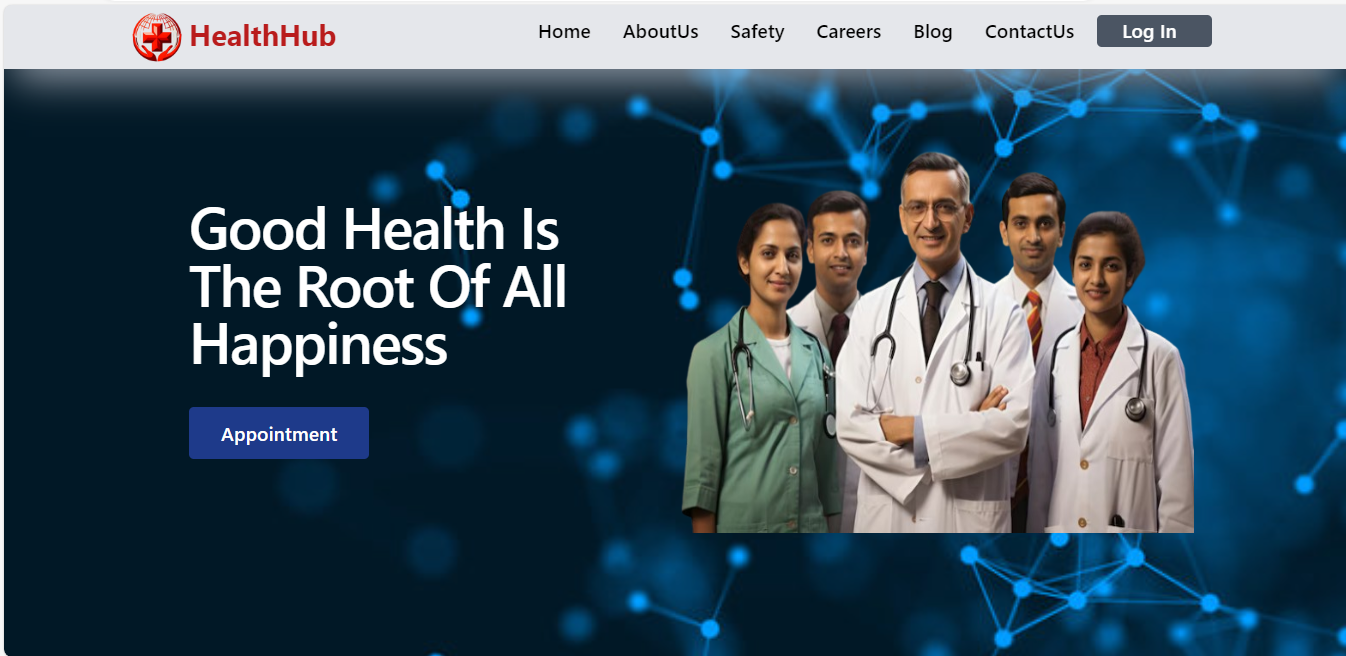 HealthHub
Home AboutUs Safety Careers Blog ContactUs Log In
Good Health Is
The Root Of All
Happiness
Appointment